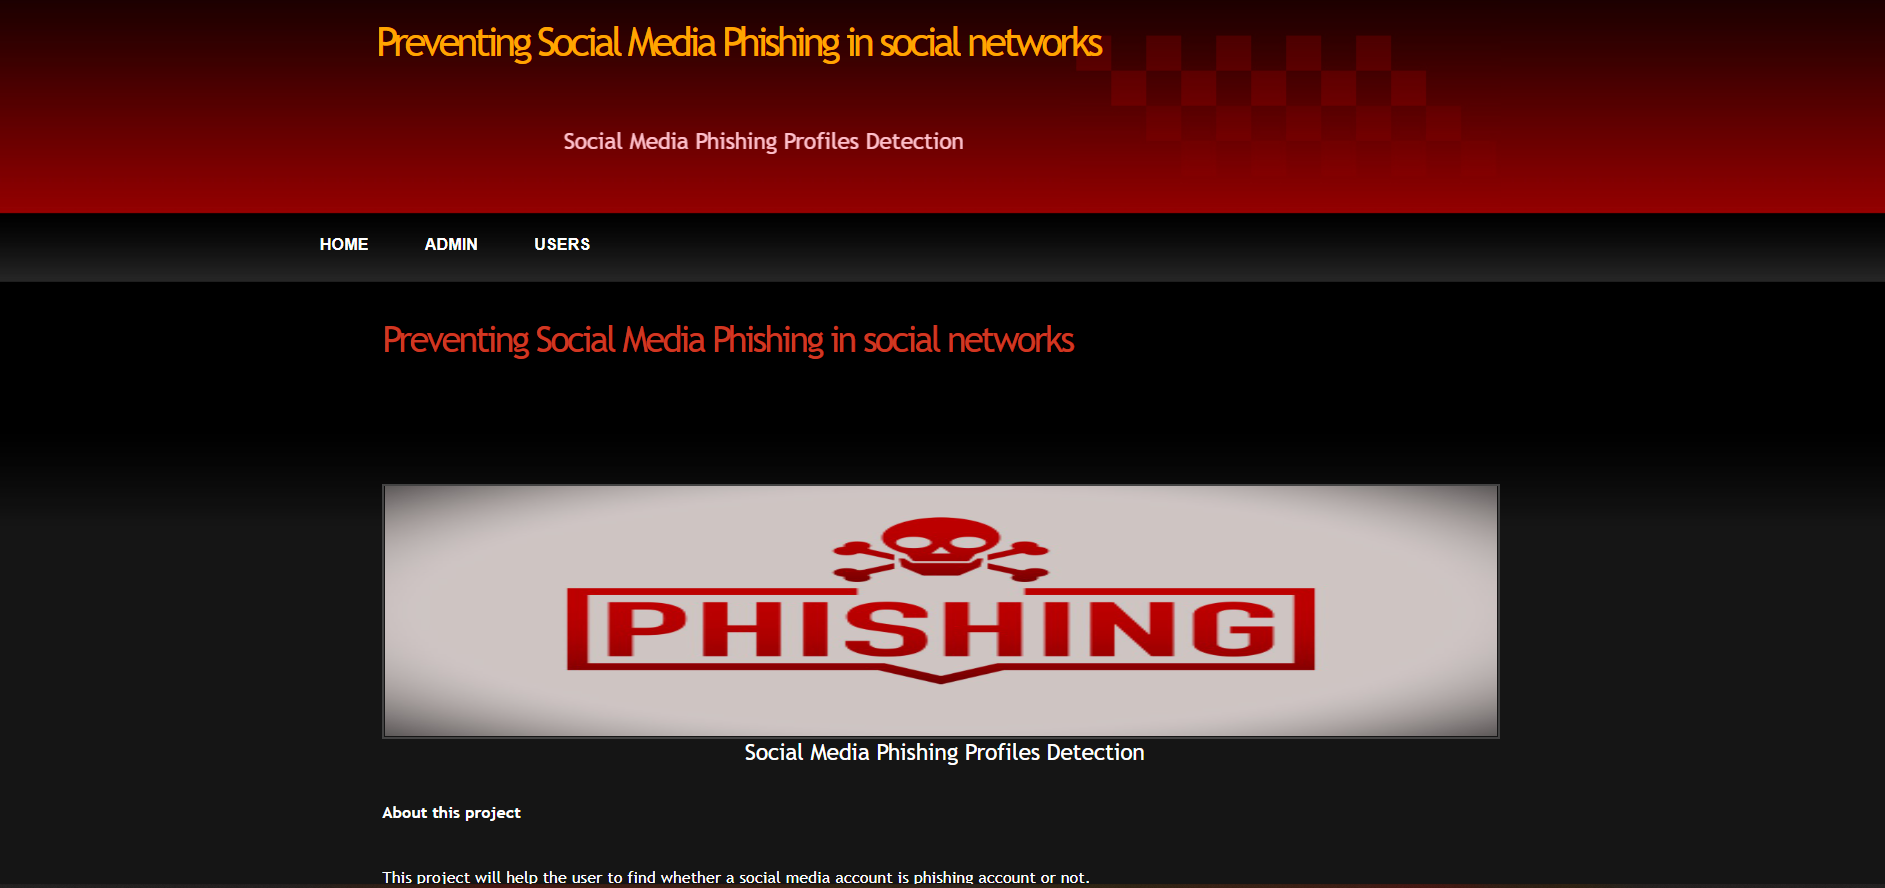 Preventing Social Media Phishing in social networks
Social Media Phishing Profiles Detection
HOME ADMIN USERS
Preventing Social Media Phishing in social networks
PHISHING
Social Media Phishing Profiles Detection
About this project
This project will help the user to find whether a social media account is phishing account or not.